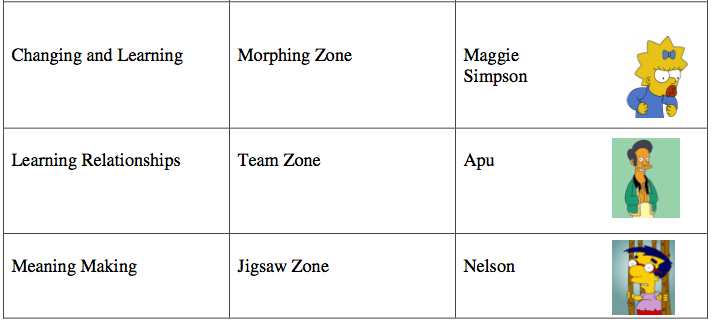 Changing and Learning Morphing Zone Maggie
Simpson
Learning Relationships Team Zone Apu
Meaning Making Jigsaw Zone Nelson